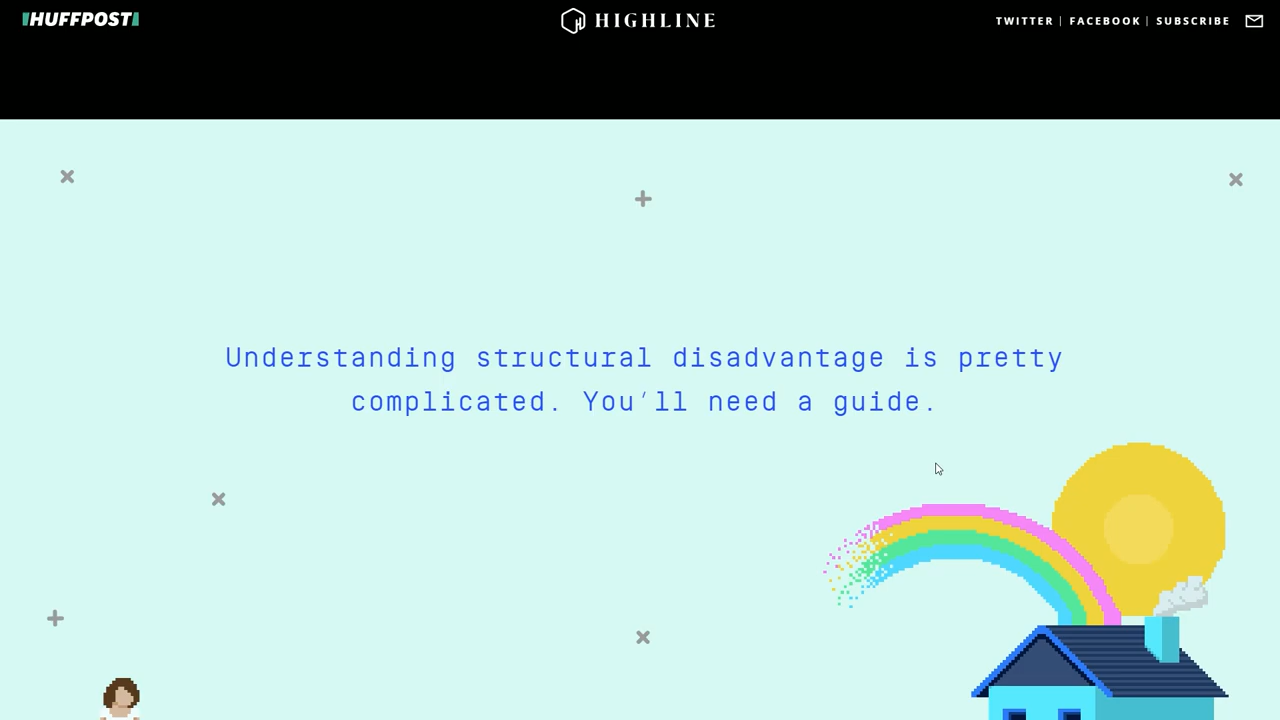 HUFFPOST
HIGHLINE
TWITTER | FACEBOOK | SUBSCRIBE
Understanding structural disadvantage is pretty
complicated. You'll need a guide.